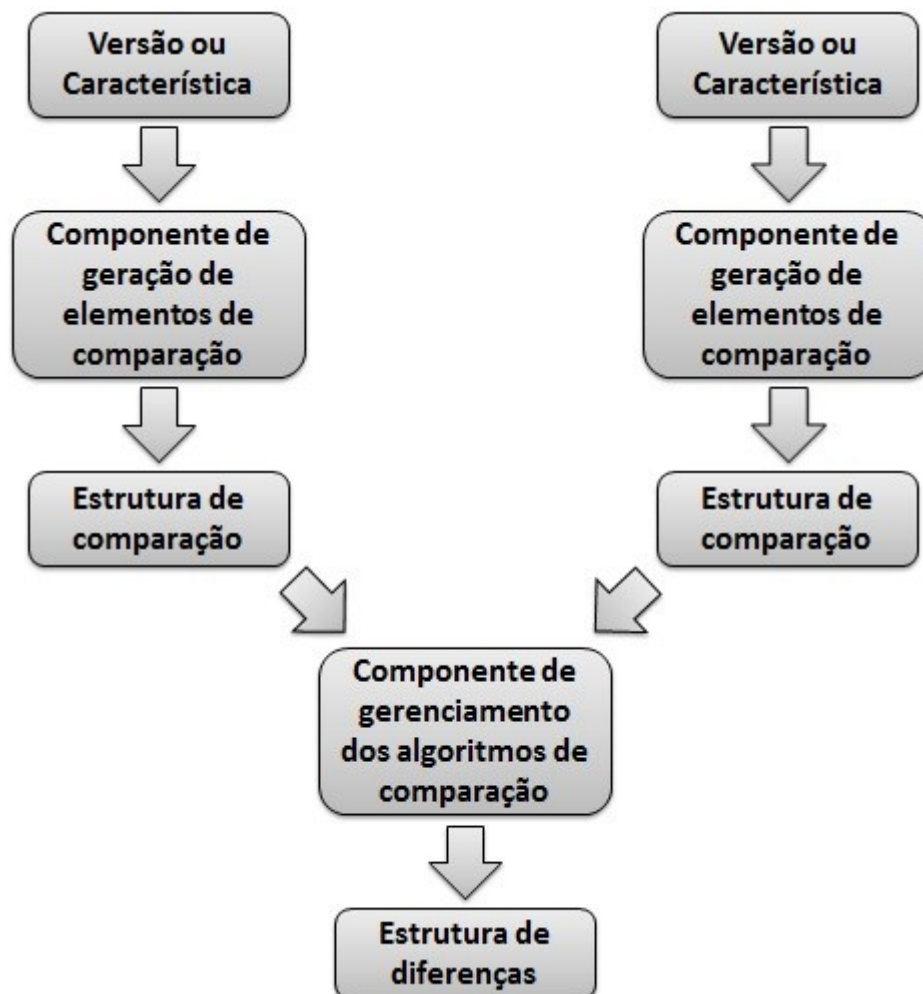 Versão ou
Característica
Versão ou
Característica
Componente de
geração de
elementos de
comparação
Componente de
geração de
elementos de
comparação
Estrutura de
comparação
Estrutura de
comparação
Componente de
gerenciamento
dos algoritmos de
comparação
Estrutura de
diferenças